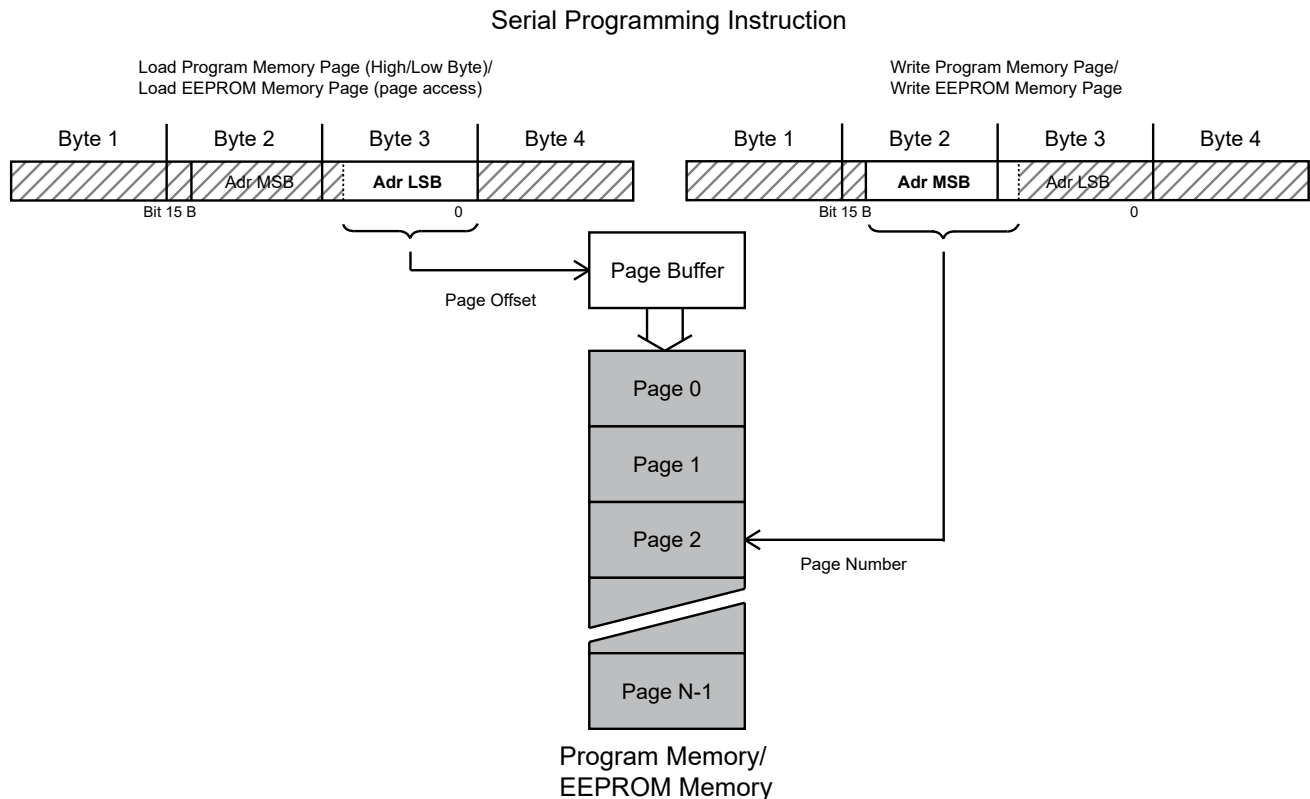 Serial Programming Instruction
Load Program Memory Page (High/Low Byte)/
Load EEPROM Memory Page (page access)
Write Program Memory Page/
Write EEPROM Memory Page
Byte 1 Byte 2 Byte 3 Byte 4
Byte 1 Byte 2 Byte 3 Byte 4
Adr MSB Adr LSB
Adr MSB Adr LSB
Bit 15 B 0
Bit 15 B 0
Page Buffer
Page Offset
Page 0
Page 1
Page 2
Page Number
Page N-1
Program Memory/
EEPROM Memory